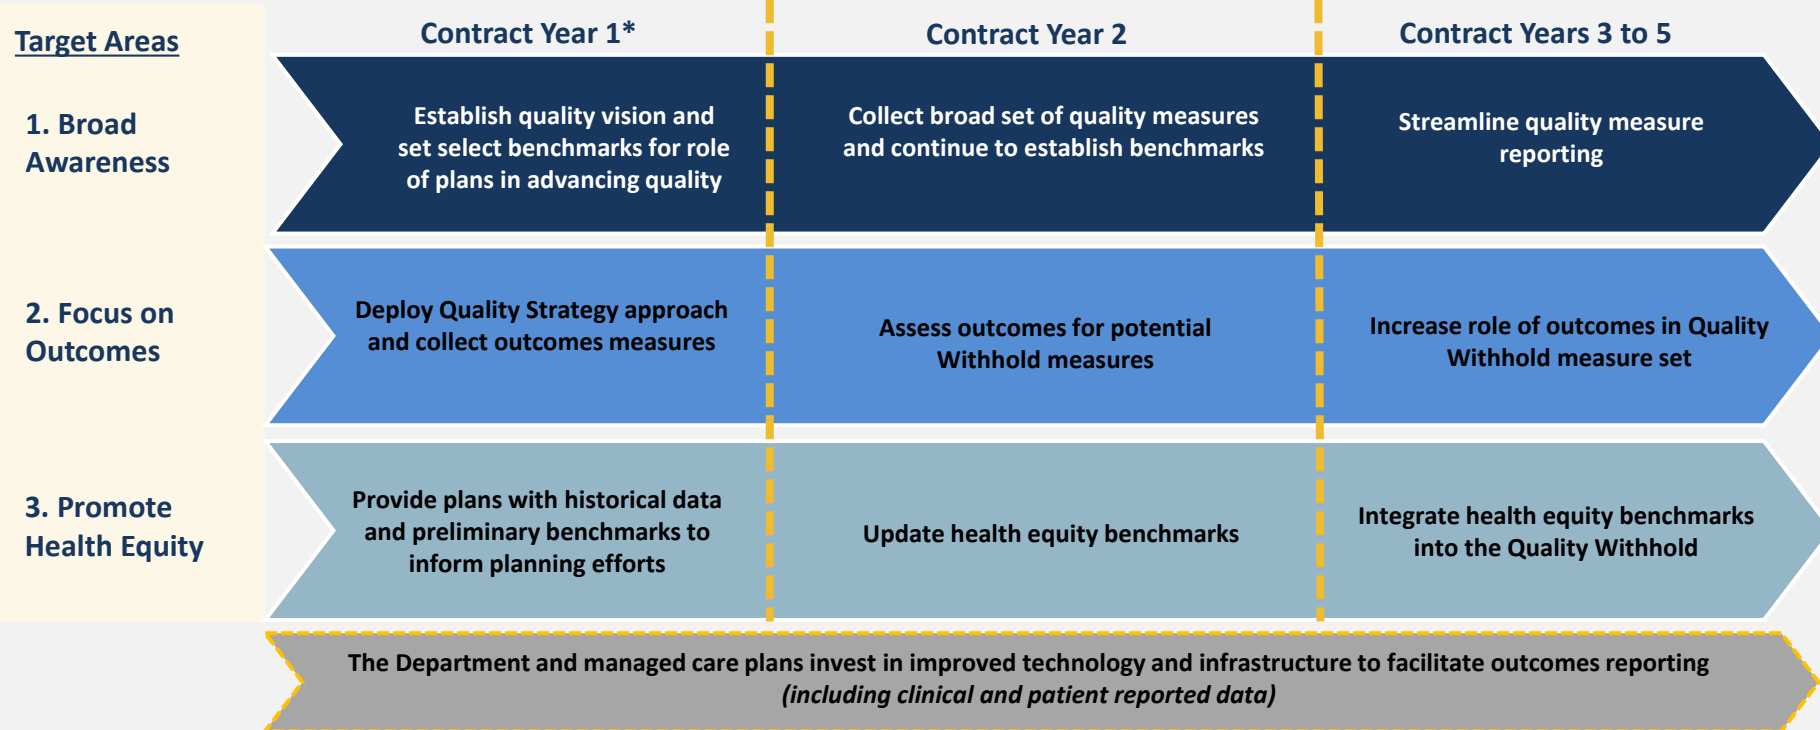 Target Areas
Contract Year 1*
Contract Year 2
Contract Years 3 to 5
1. Broad
Awareness
Establish quality vision and
set select benchmarks for role
of plans in advancing quality
Collect broad set of quality measures
and continue to establish benchmarks
Streamline quality measure
reporting
2. Focus on
Outcomes
Deploy Quality Strategy approach
and collect outcomes measures
Assess outcomes for potential
Withhold measures
Increase role of outcomes in Quality
Withhold measure set
3. Promote
Health Equity
Provide plans with historical data
and preliminary benchmarks to
inform planning efforts
Update health equity benchmarks
Integrate health equity benchmarks
into the Quality Withhold
The Department and managed care plans invest in improved technology and infrastructure to facilitate outcomes reporting
(including clinical and patient reported data)